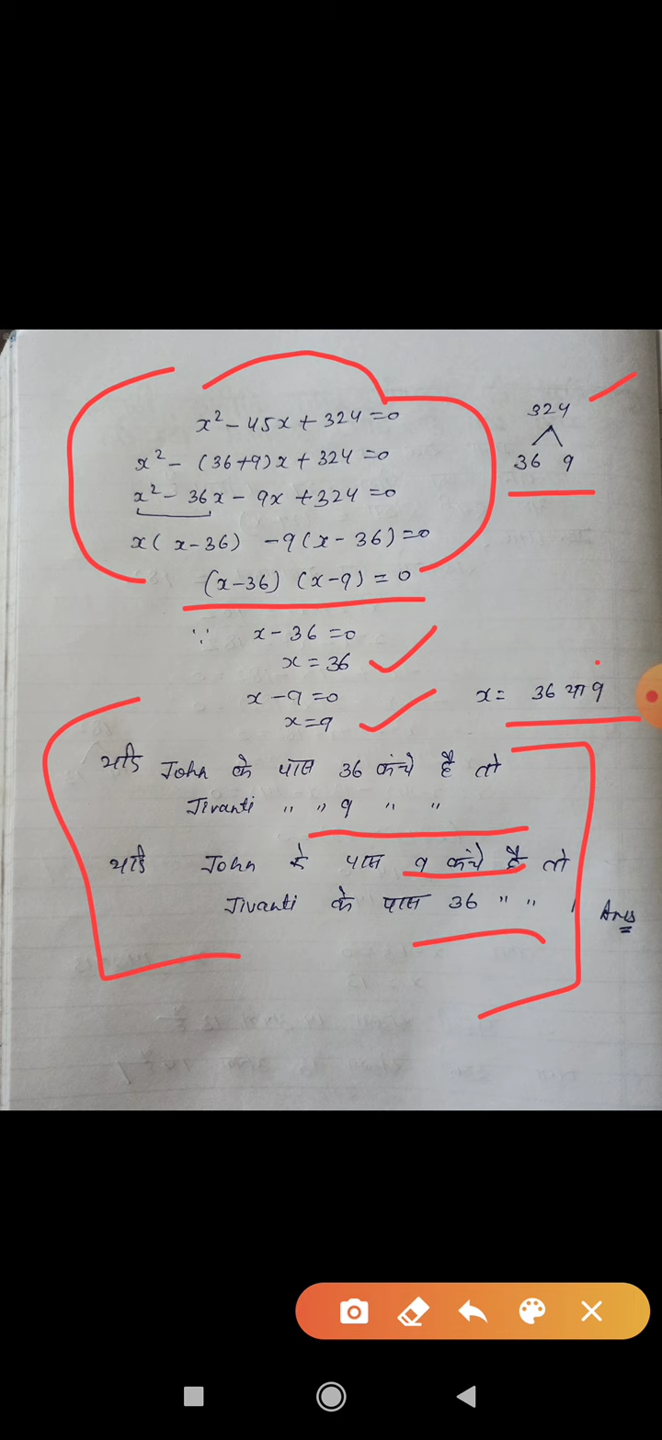 x² - 45x + 324 = 0
324
x² - (36+9)x + 324 = 0
36 9
x² - 36x - 9x + 324 = 0
x(x-36) -9(x-36) = 0
(x-36) (x-9) = 0
∵ x - 36 = 0
x = 36
x - 9 = 0
x = 36 या 9
x = 9
यदि John के पास 36 कंचे है तो
Jivanti " " 9 " "
यदि John के पास 9 कंचे है तो
Jivanti के पास 36 " " |
Ans